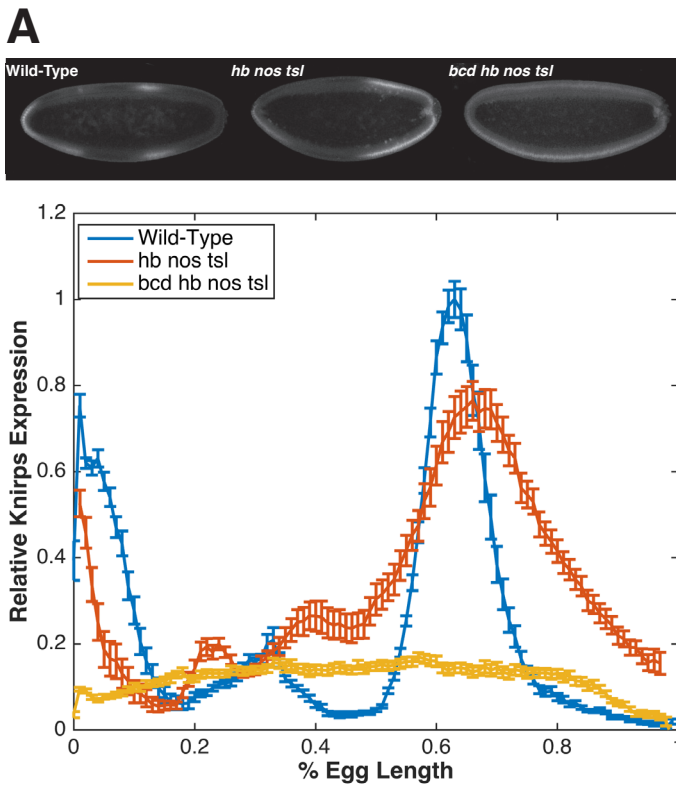 A
Wild-Type
hb nos tsl
bcd hb nos tsl
1.2
1
0.8
0.6
0.4
0.2
0
Relative Knirps Expression
Wild-Type
hb nos tsl
bcd hb nos tsl
0
0.2
0.4
0.6
0.8
1
% Egg Length